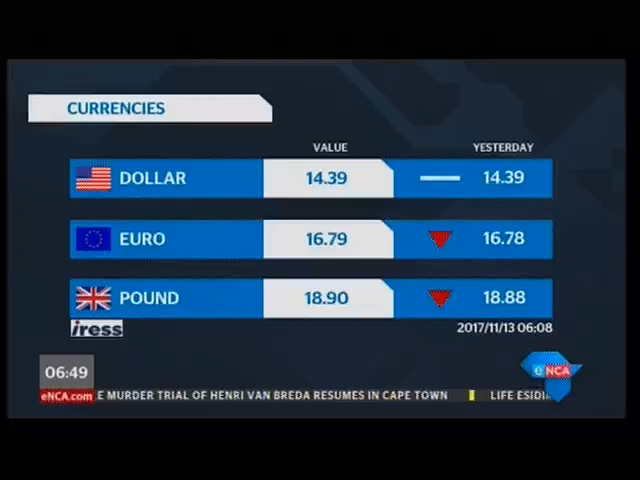 CURRENCIES
VALUE YESTERDAY
DOLLAR 14.39 14.39
EURO 16.79 16.78
POUND 18.90 18.88
iress 2017/11/13 06:08
06:49
eNCA
eNCA.com E MURDER TRIAL OF HENRI VAN BREDA RESUMES IN CAPE TOWN LIFE ESIDI